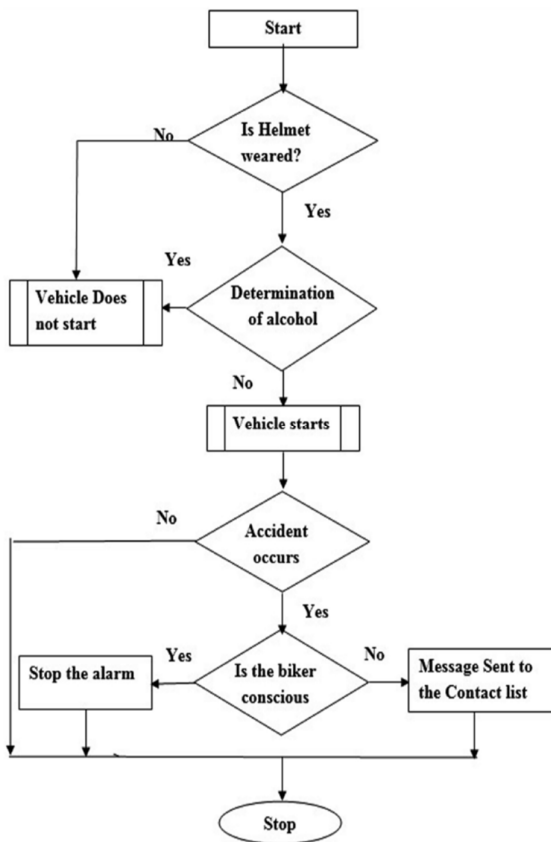 Start
Is Helmet
weared?
No
Yes
Yes
Vehicle Does
not start
Determination
of alcohol
No
Vehicle starts
No
Accident
occurs
Yes
Stop the alarm
Yes
Is the biker
conscious
No
Message Sent to
the Contact list
Stop